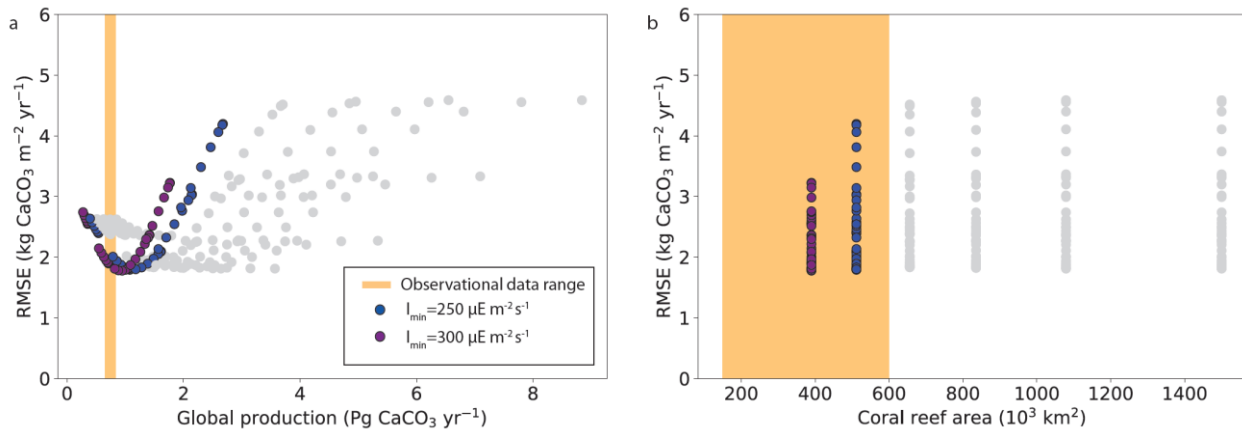 a
6
5
4
3
2
1
0
RMSE (kg CaCO₃ m⁻² yr⁻¹)
0 2 4 6 8
Global production (Pg CaCO₃ yr⁻¹)
Observational data range
I_min=250 µE m⁻² s⁻¹
I_min=300 µE m⁻² s⁻¹
b
6
5
4
3
2
1
0
RMSE (kg CaCO₃ m⁻² yr⁻¹)
200 400 600 800 1000 1200 1400
Coral reef area (10³ km²)